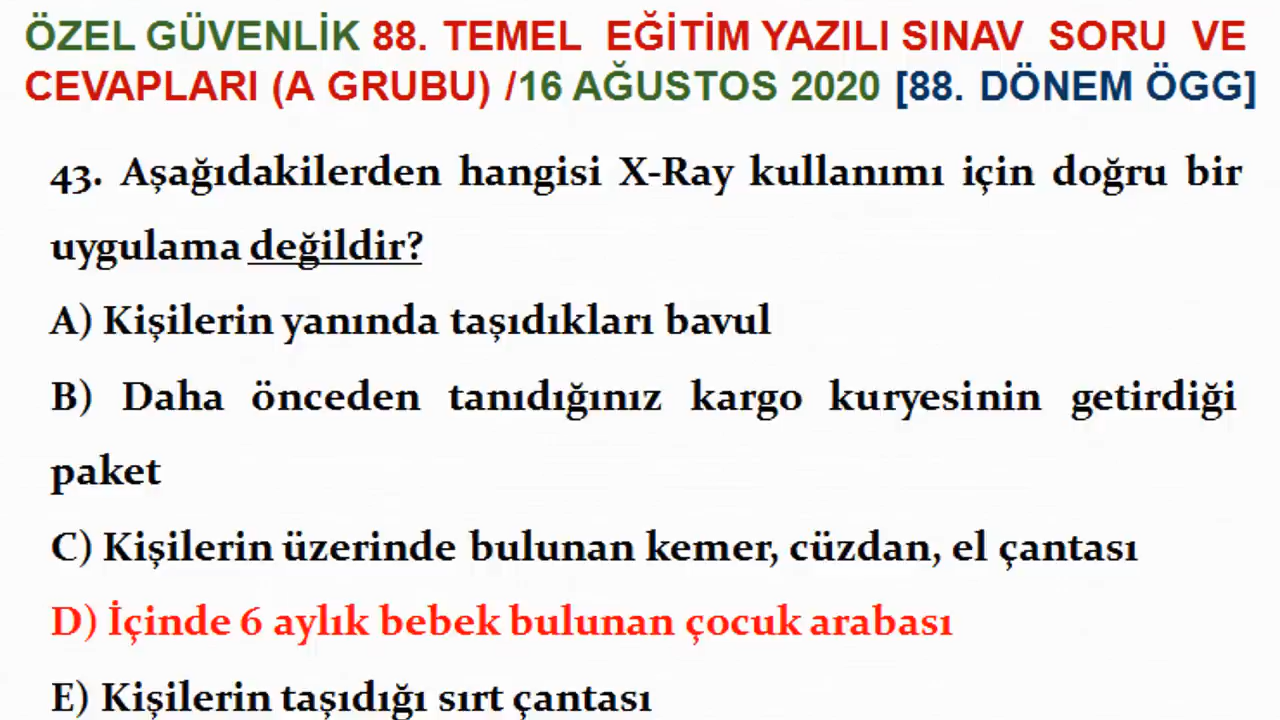 ÖZEL GÜVENLİK 88. TEMEL EĞİTİM YAZILI SINAV SORU VE
CEVAPLARI (A GRUBU) /16 AĞUSTOS 2020 [88. DÖNEM ÖGG]
43. Aşağıdakilerden hangisi X-Ray kullanımı için doğru bir
uygulama değildir?
A) Kişilerin yanında taşıdıkları bavul
B) Daha önceden tanıdığınız kargo kuryesinin getirdiği
paket
C) Kişilerin üzerinde bulunan kemer, cüzdan, el çantası
D) İçinde 6 aylık bebek bulunan çocuk arabası
E) Kişilerin taşıdığı sırt çantası